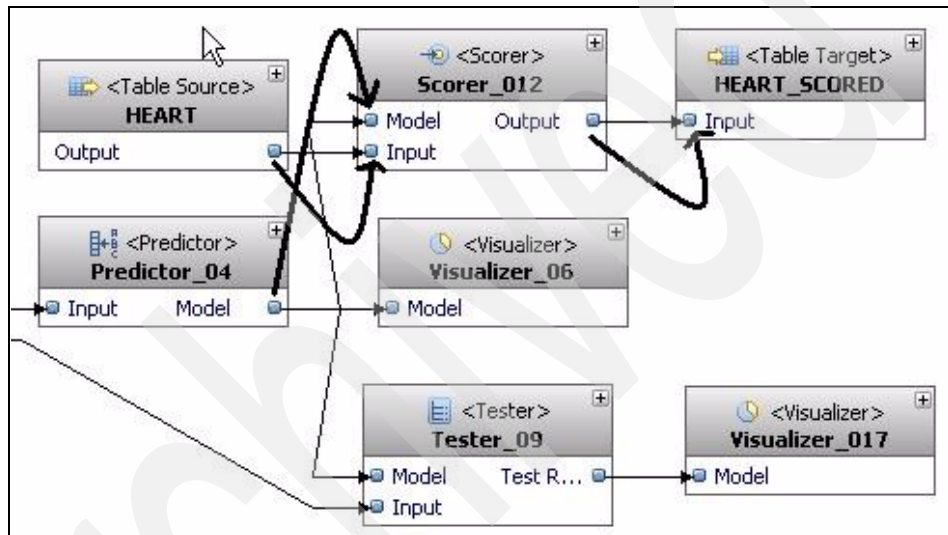 <Table Source>
HEART
Output
<Scorer>
Scorer_012
Model Output
Input
<Table Target>
HEART_SCORED
Input
<Predictor>
Predictor_04
Input Model
<Visualizer>
Visualizer_06
Model
<Tester>
Tester_09
Model Test R...
Input
<Visualizer>
Visualizer_017
Model